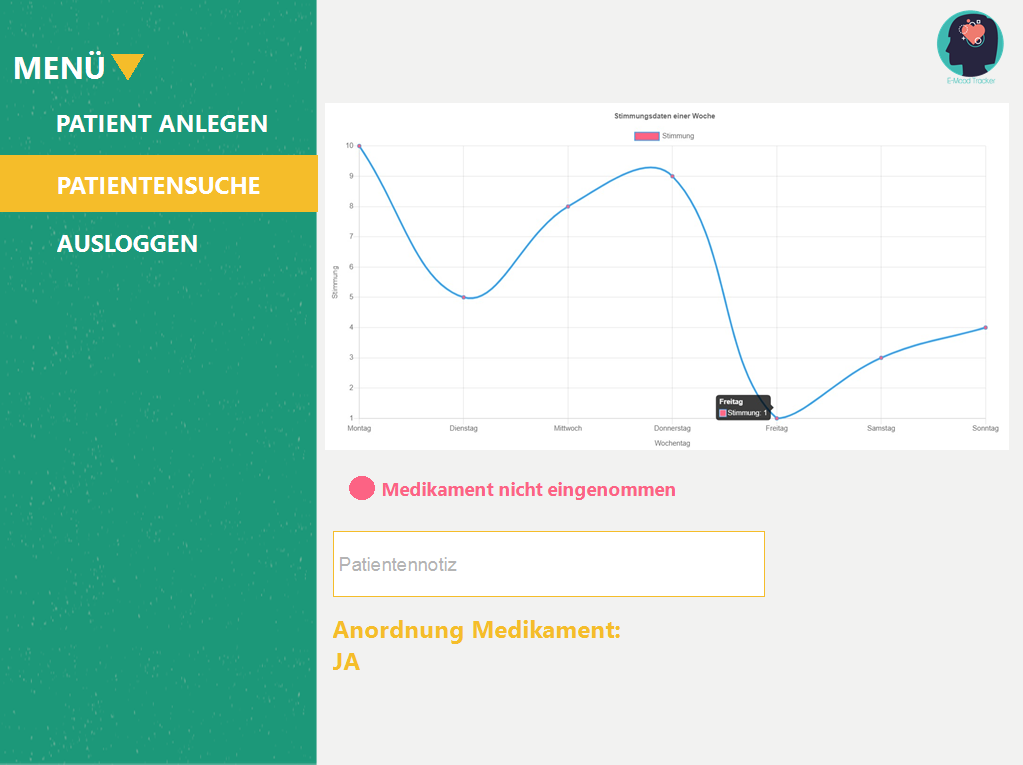 E-Mood Tracker
MENÜ
PATIENT ANLEGEN
PATIENTENSUCHE
AUSLOGGEN
Stimmungsdaten einer Woche
Stimmung
10
9
8
7
6
5
4
3
2
1
Stimmung
Freitag
Stimmung: 1
Montag Dienstag Mittwoch Donnerstag Freitag Samstag Sonntag
Wochentag
Medikament nicht eingenommen
Patientennotiz
Anordnung Medikament:
JA